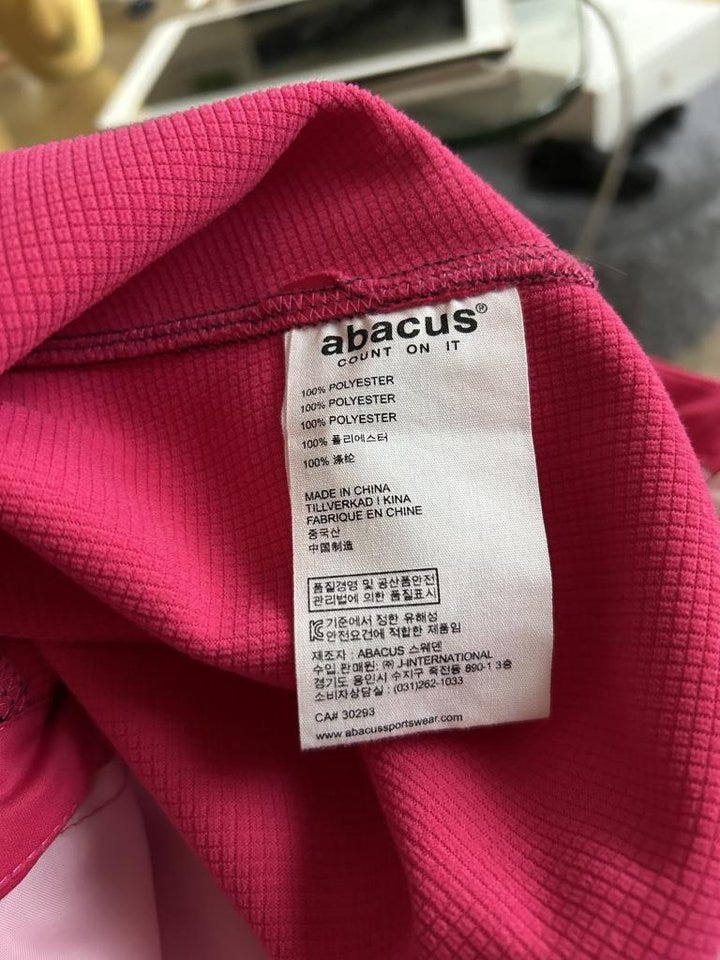 abacus®
COUNT ON IT
100% POLYESTER
100% POLYESTER
100% POLYESTER
100% 폴리에스터
100% 涤纶
MADE IN CHINA
TILLVERKAD I KINA
FABRIQUE EN CHINE
중국산
中国制造
품질경영 및 공산품안전
관리법에 의한 품질표시
기준에서 정한 유해성
안전요건에 적합한 제품임
제조자 : ABACUS 스웨덴
수입.판매원: ㈜ J-INTERNATIONAL
경기도 용인시 수지구 죽전동 890-1 3층
소비자상담실 : (031)262-1033
CA# 30293
www.abacussportswear.com